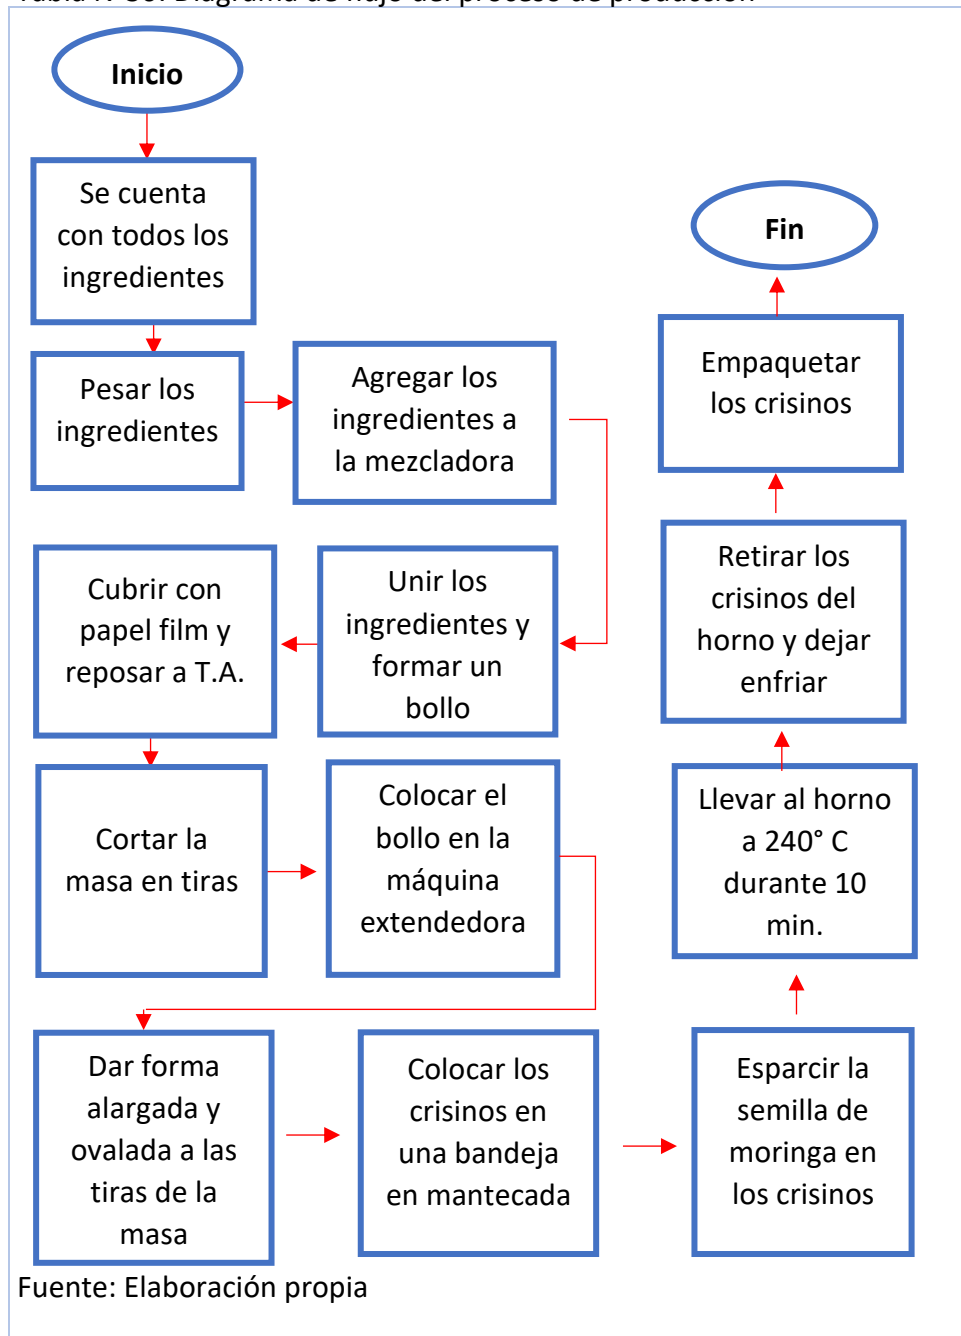 Inicio
Se cuenta
con todos los
ingredientes
Pesar los
ingredientes
Agregar los
ingredientes a
la mezcladora
Unir los
ingredientes y
formar un
bollo
Cubrir con
papel film y
reposar a T.A.
Cortar la
masa en tiras
Colocar el
bollo en la
máquina
extendedora
Dar forma
alargada y
ovalada a las
tiras de la
masa
Colocar los
crisinos en
una bandeja
en mantecada
Esparcir la
semilla de
moringa en
los crisinos
Llevar al horno
a 240° C
durante 10
min.
Retirar los
crisinos del
horno y dejar
enfriar
Empaquetar
los crisinos
Fin
Fuente: Elaboración propia